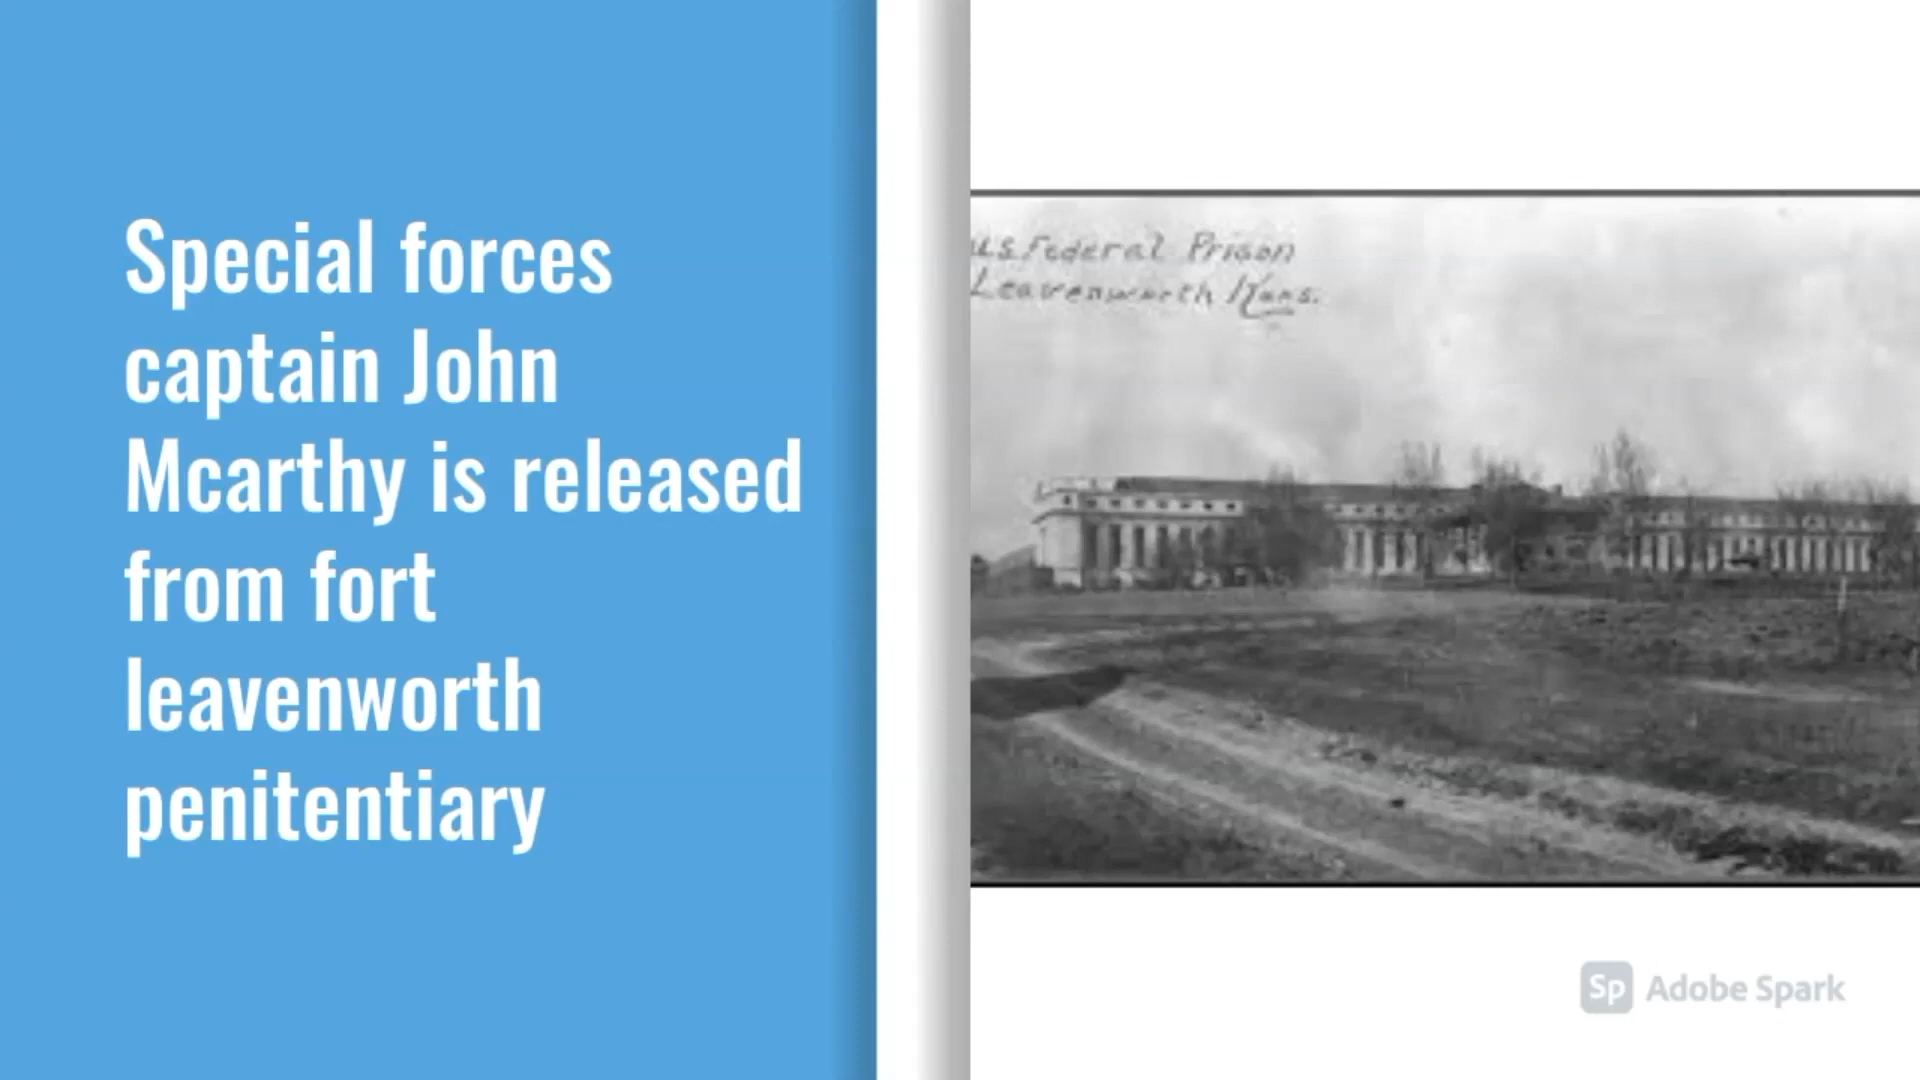 Special forces
captain John
Mcarthy is released
from fort
leavenworth
penitentiary
U.S. Federal Prison
Leavenworth Kans.
Sp Adobe Spark